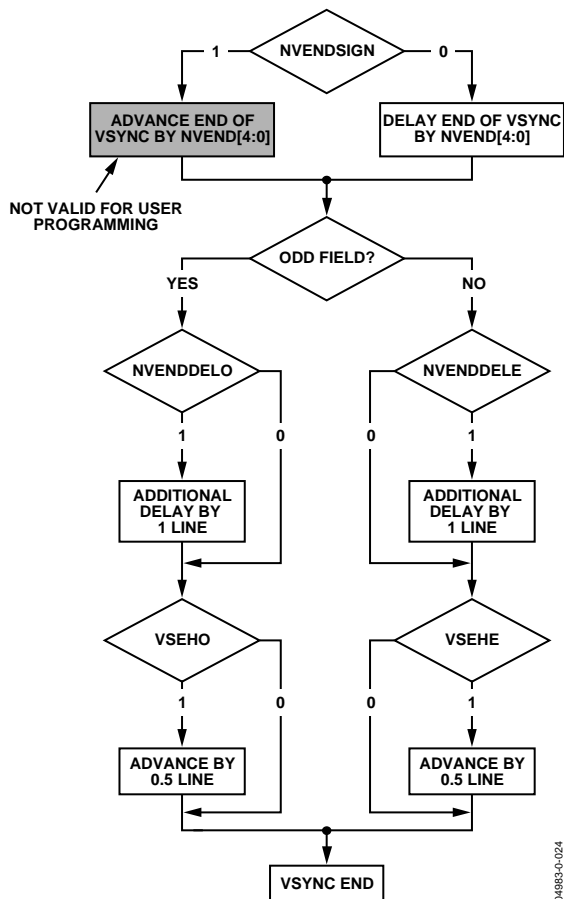 NVENDSIGN
1
0
ADVANCE END OF
VSYNC BY NVEND[4:0]
DELAY END OF VSYNC
BY NVEND[4:0]
NOT VALID FOR USER
PROGRAMMING
ODD FIELD?
YES
NO
NVENDDELO
NVENDDELE
1
0
0
1
ADDITIONAL
DELAY BY
1 LINE
ADDITIONAL
DELAY BY
1 LINE
VSEHO
VSEHE
1
0
0
1
ADVANCE BY
0.5 LINE
ADVANCE BY
0.5 LINE
VSYNC END
04983-0-024